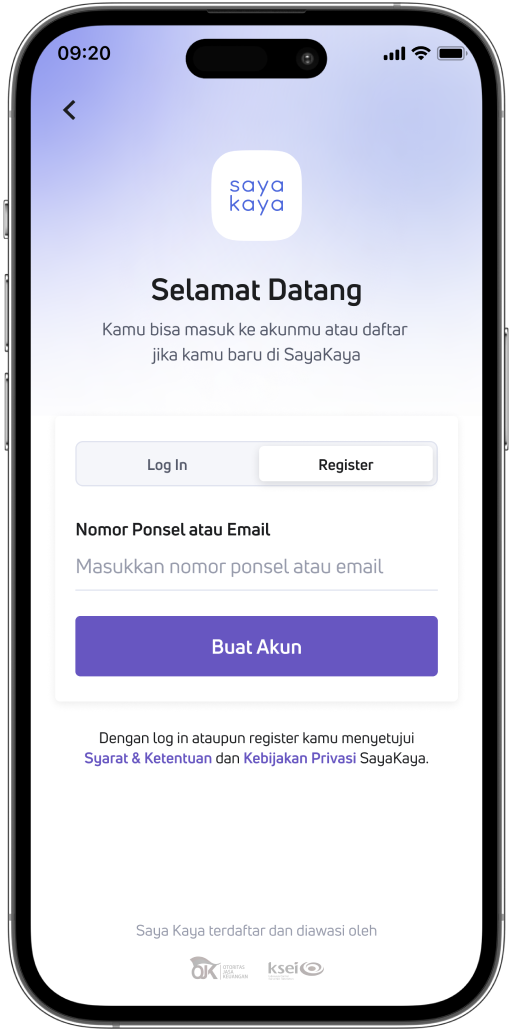 09:20
saya
kaya
Selamat Datang
Kamu bisa masuk ke akunmu atau daftar
jika kamu baru di SayaKaya
Log In
Register
Nomor Ponsel atau Email
Masukkan nomor ponsel atau email
Buat Akun
Dengan log in ataupun register kamu menyetujui
Syarat & Ketentuan dan Kebijakan Privasi SayaKaya.
Saya Kaya terdaftar dan diawasi oleh
OJK
OTORITAS
JASA
KEUANGAN
ksei